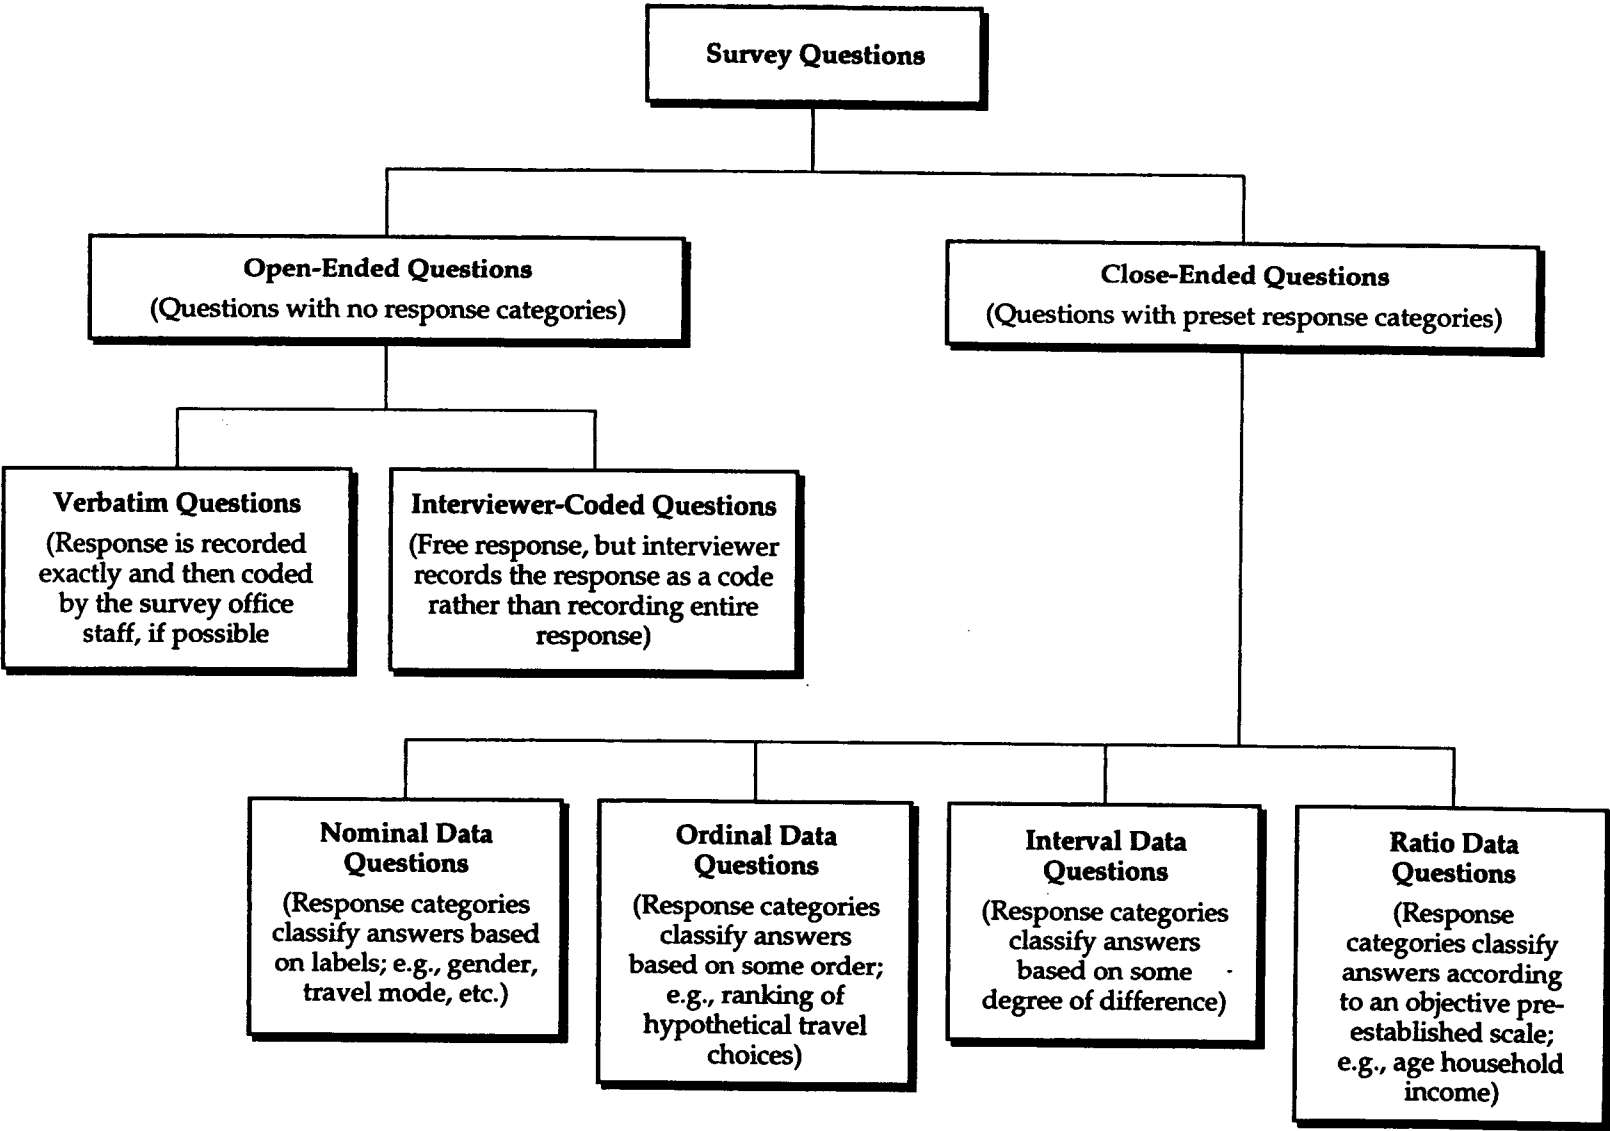 Survey Questions
Open-Ended Questions
(Questions with no response categories)
Close-Ended Questions
(Questions with preset response categories)
Verbatim Questions
(Response is recorded
exactly and then coded
by the survey office
staff, if possible
Interviewer-Coded Questions
(Free response, but interviewer
records the response as a code
rather than recording entire
response)
Nominal Data
Questions
(Response categories
classify answers based
on labels; e.g., gender,
travel mode, etc.)
Ordinal Data
Questions
(Response categories
classify answers
based on some order;
e.g., ranking of
hypothetical travel
choices)
Interval Data
Questions
(Response categories
classify answers
based on some
degree of difference)
Ratio Data
Questions
(Response
categories classify
answers according
to an objective pre-
established scale;
e.g., age household
income)